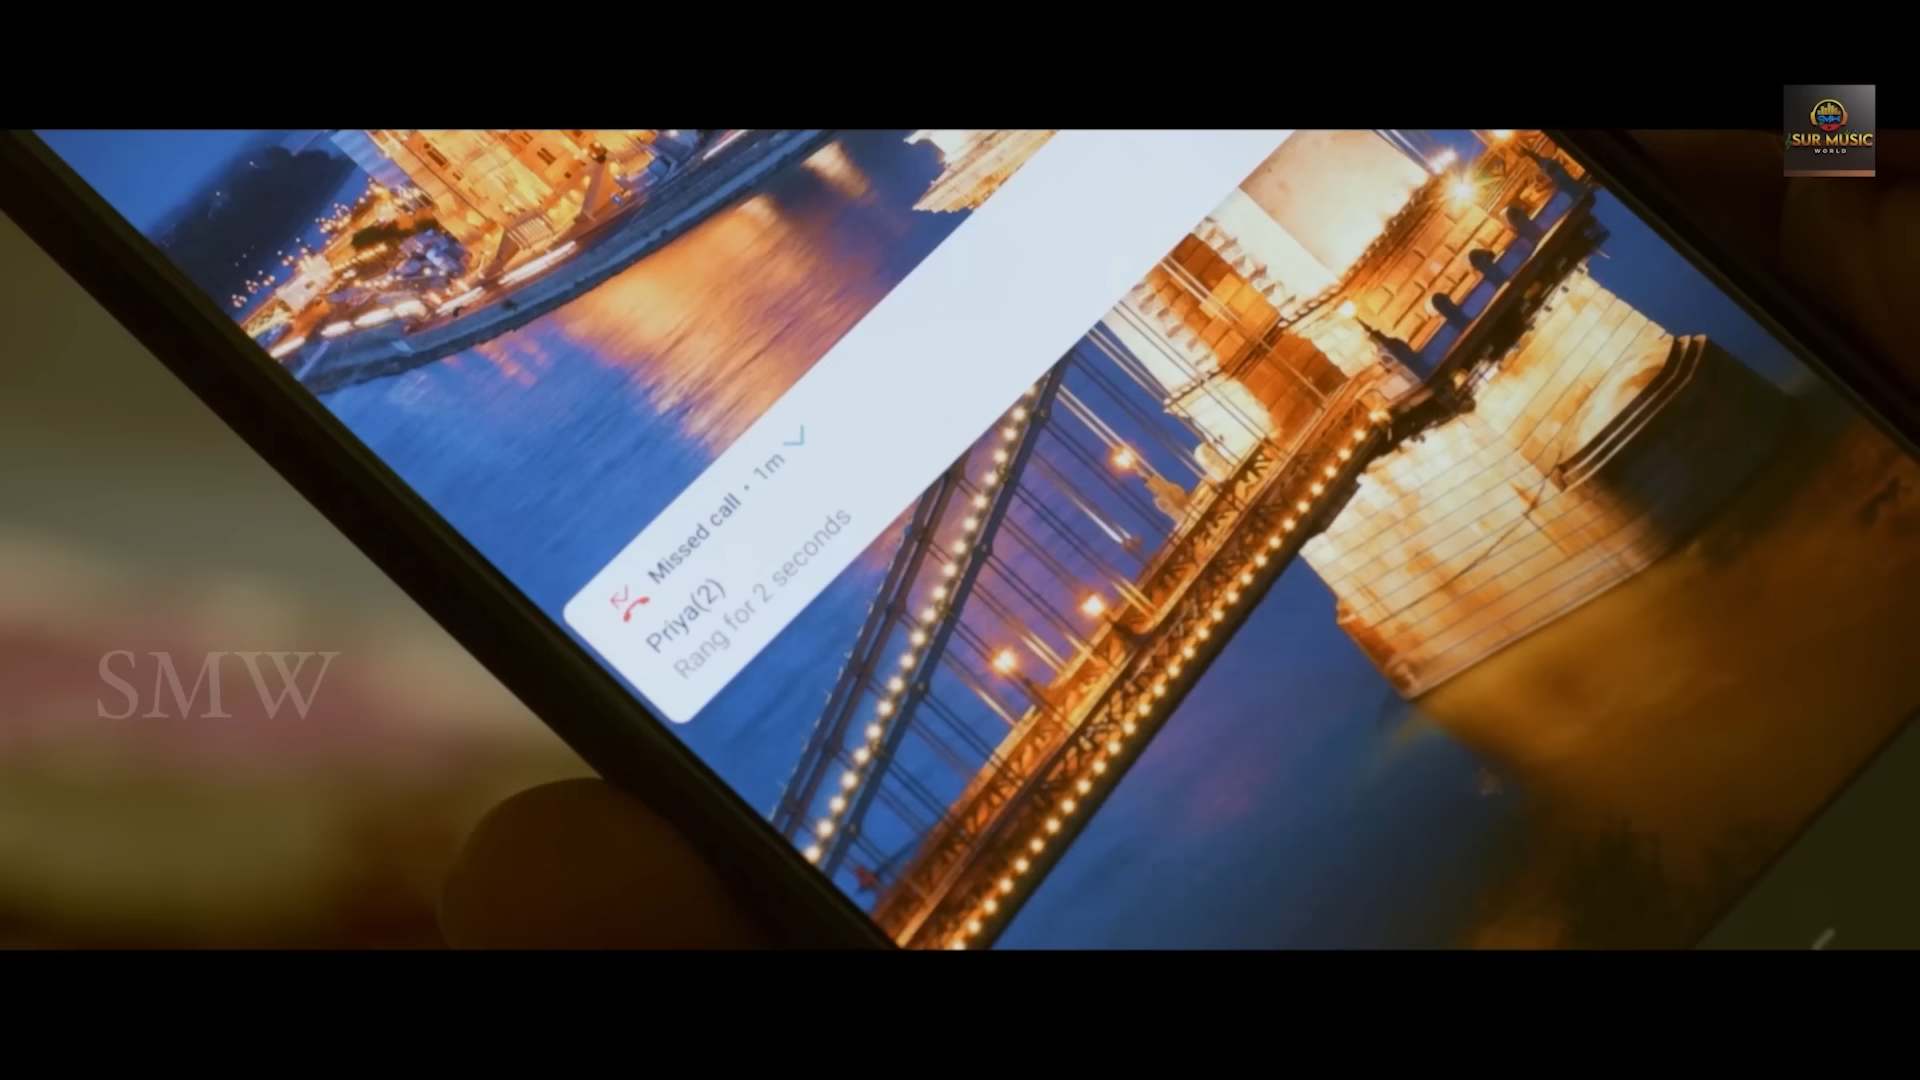 SUR MUSIC
WORLD
Missed call • 1m
Priya(2)
Rang for 2 seconds
SMW